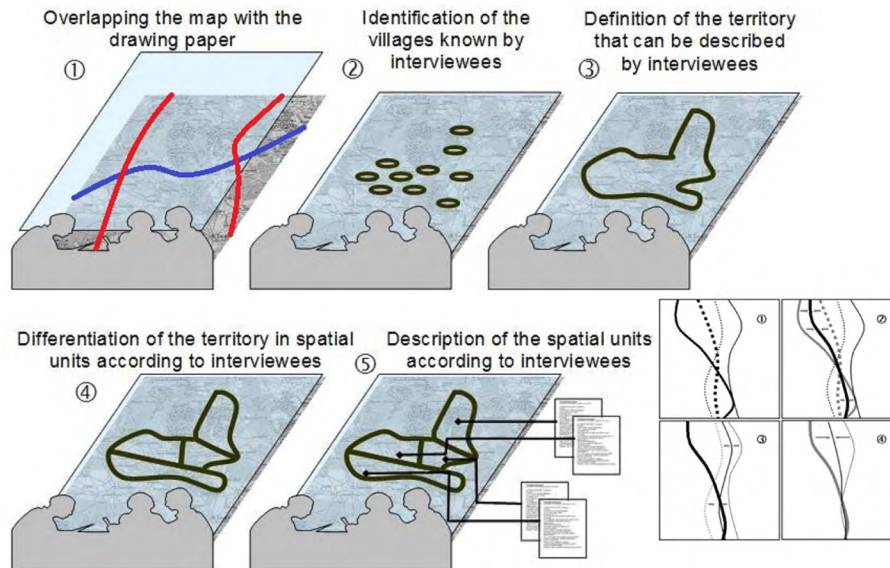 Overlapping the map with the
drawing paper
①
Identification of the
villages known by
interviewees
②
Definition of the territory
that can be described
by interviewees
③
Differentiation of the territory in spatial
units according to interviewees
④
Description of the spatial units
according to interviewees
⑤
①
②
③
④